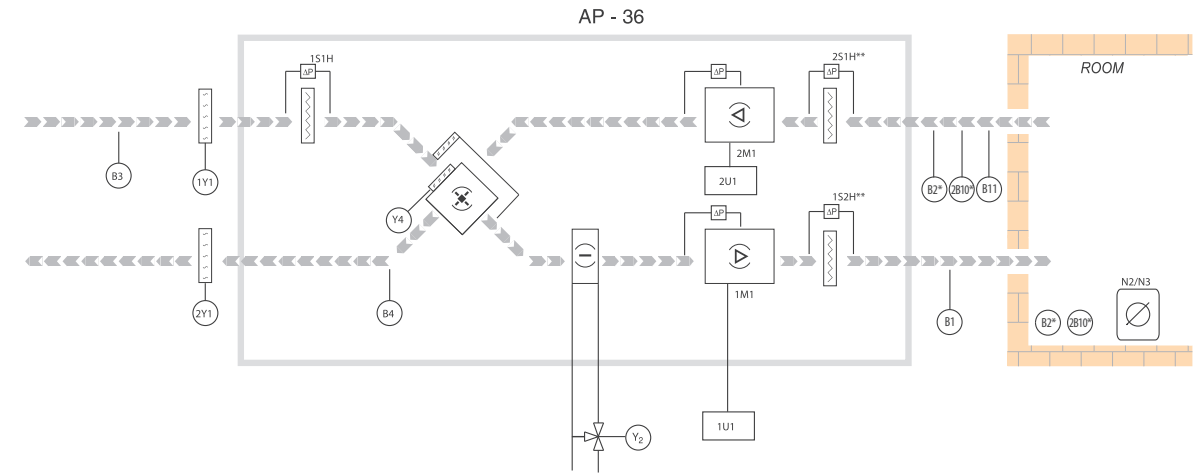 AP - 36
1S1H
ΔP
ΔP
2S1H**
ΔP
ROOM
B3
1Y1
2M1
2U1
B2*
2B10*
B11
Y4
ΔP
1S2H**
ΔP
2Y1
B4
1M1
B1
N2/N3
B2*
2B10*
1U1
Y2